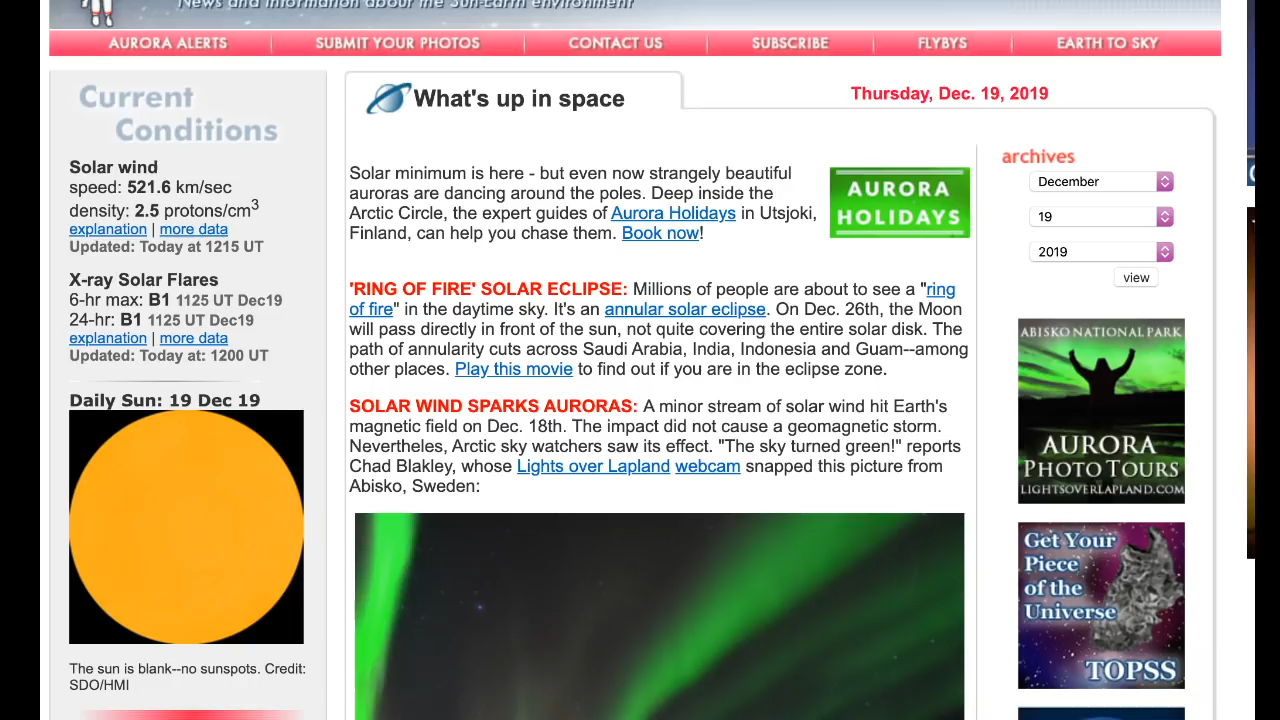 News and information about the Sun-Earth environment
AURORA ALERTS
SUBMIT YOUR PHOTOS
CONTACT US
SUBSCRIBE
FLYBYS
EARTH TO SKY
Current
Conditions
Solar wind
speed: 521.6 km/sec
density: 2.5 protons/cm3
explanation | more data
Updated: Today at 1215 UT
X-ray Solar Flares
6-hr max: B1 1125 UT Dec19
24-hr: B1 1125 UT Dec19
explanation | more data
Updated: Today at: 1200 UT
Daily Sun: 19 Dec 19
The sun is blank--no sunspots. Credit:
SDO/HMI
What's up in space
Thursday, Dec. 19, 2019
Solar minimum is here - but even now strangely beautiful
auroras are dancing around the poles. Deep inside the
Arctic Circle, the expert guides of Aurora Holidays in Utsjoki,
Finland, can help you chase them. Book now!
AURORA
HOLIDAYS
'RING OF FIRE' SOLAR ECLIPSE: Millions of people are about to see a "ring
of fire" in the daytime sky. It's an annular solar eclipse. On Dec. 26th, the Moon
will pass directly in front of the sun, not quite covering the entire solar disk. The
path of annularity cuts across Saudi Arabia, India, Indonesia and Guam--among
other places. Play this movie to find out if you are in the eclipse zone.
SOLAR WIND SPARKS AURORAS: A minor stream of solar wind hit Earth's
magnetic field on Dec. 18th. The impact did not cause a geomagnetic storm.
Nevertheless, Arctic sky watchers saw its effect. "The sky turned green!" reports
Chad Blakley, whose Lights over Lapland webcam snapped this picture from
Abisko, Sweden:
archives
December
19
2019
view
ABISKO NATIONAL PARK
AURORA
PHOTO TOURS
LIGHTSOVERLAPLAND.COM
Get Your
Piece
of the
Universe
TOPSS